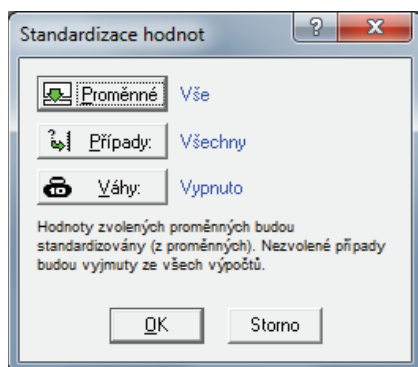 Standardizace hodnot
Proměnné Vše
Případy: Všechny
Váhy: Vypnuto
Hodnoty zvolených proměnných budou
standardizovány (z proměnných). Nezvolené případy
budou vyjmuty ze všech výpočtů.
OK Storno